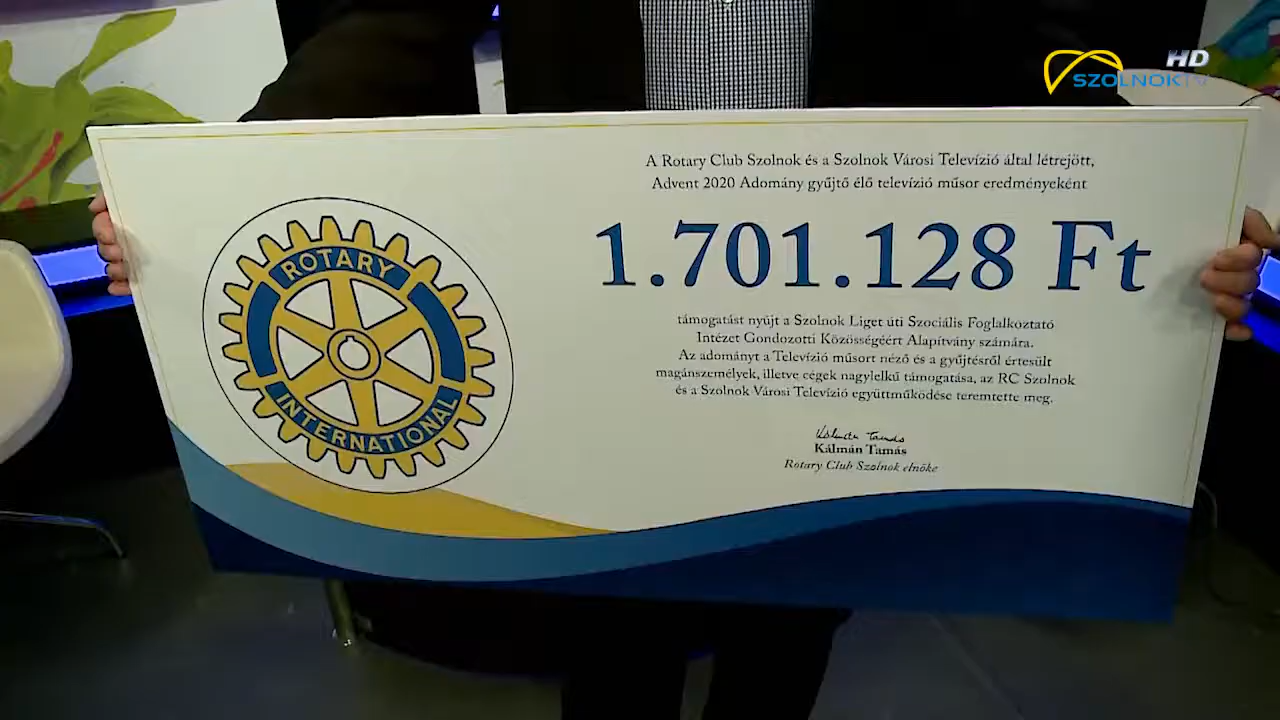 HD
SZOLNOK TV
A Rotary Club Szolnok és a Szolnok Városi Televízió által létrejött,
Advent 2020 Adomány gyűjtő élő televízió műsor eredményeként
1.701.128 Ft
támogatást nyújt a Szolnok Liget úti Szociális Foglalkoztató
Intézet Gondozotti Közösségéért Alapítvány számára.
Az adományt a Televízió műsort néző és a gyűjtésről értesült
magánszemélyek, illetve cégek nagylelkű támogatása, az RC Szolnok
és a Szolnok Városi Televízió együttműködése teremtette meg.
Kálmán Tamás
Kálmán Tamás
Rotary Club Szolnok elnöke
ROTARY
INTERNATIONAL